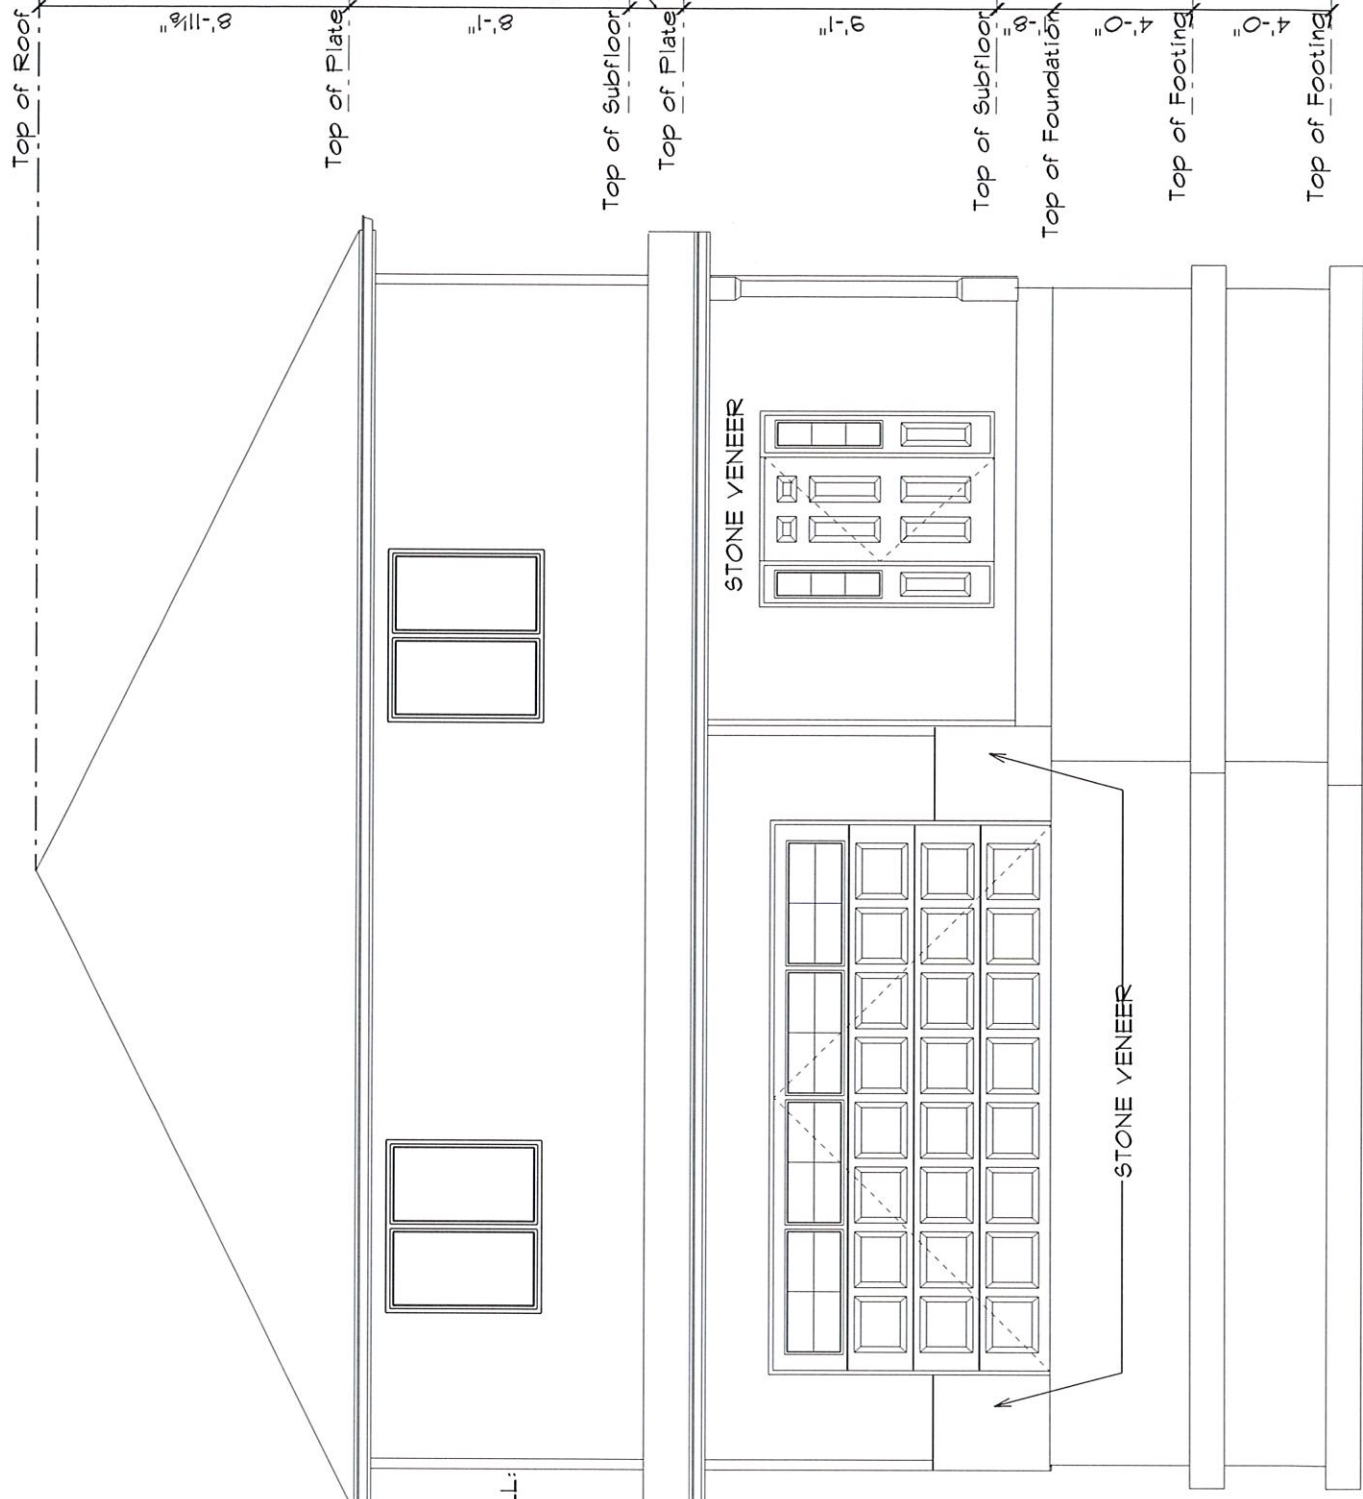 Top of Roof
8'-11⅛"
Top of Plate
8'-1"
Top of Subfloor
Top of Plate
9'-1"
Top of Subfloor
Top of Foundation
4'-0"
Top of Footing
4'-0"
Top of Footing
STONE VENEER
STONE VENEER
LL: